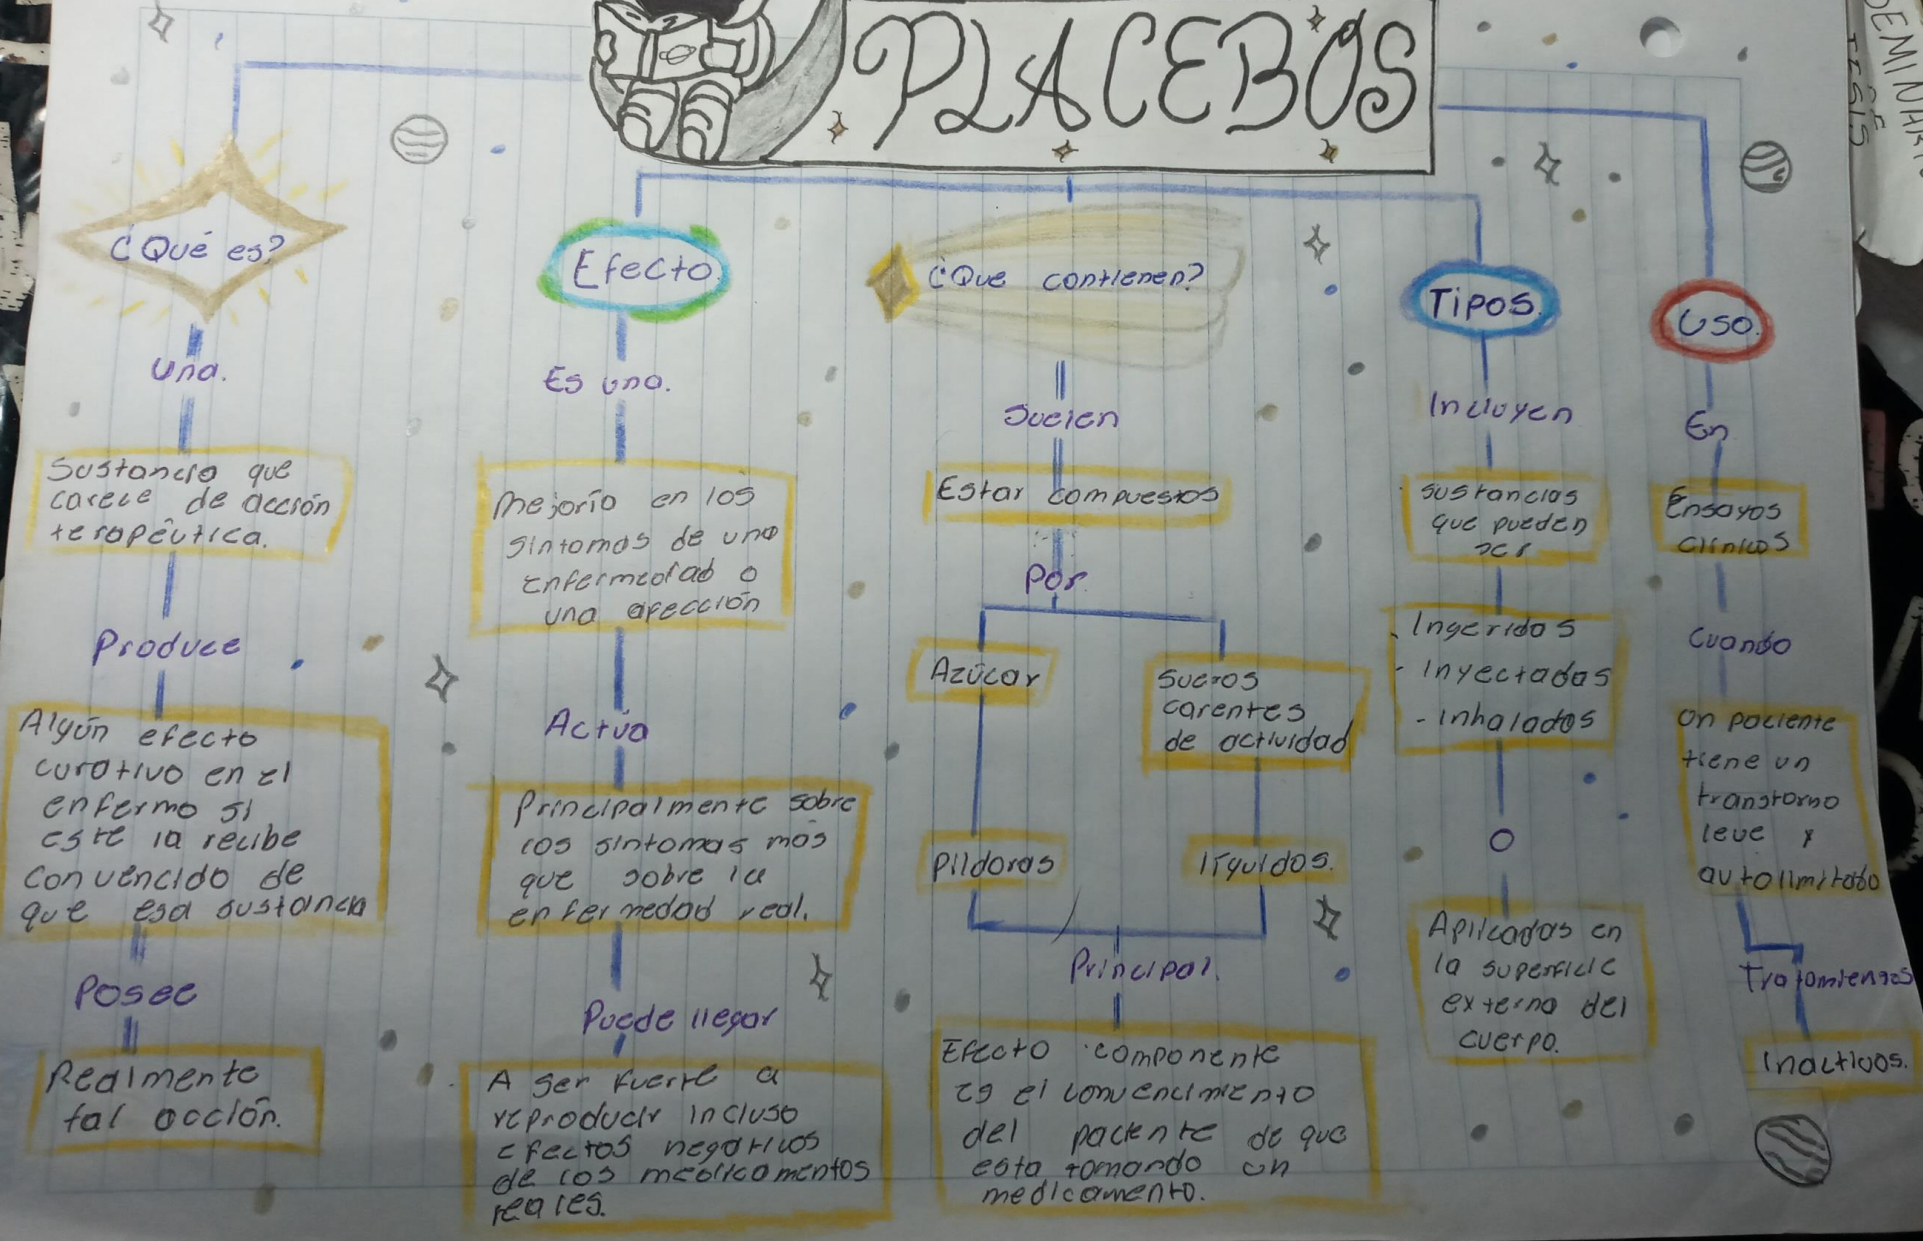 PLACEBOS
¿Qué es?
Una.
Sustancia que
carece de acción
terapéutica.
Produce
Algún efecto
curativo en el
enfermo si
este la recibe
convencido de
que esa sustancia
Posee
Realmente
tal acción.
Efecto.
Es una.
Mejoría en los
síntomas de una
enfermedad o
una afección
Actúa
Principalmente sobre
los síntomas más
que sobre la
enfermedad real.
Puede llegar
A ser fuerte a
reproducir incluso
efectos negativos
de los medicamentos
reales.
¿Que contienen?
Suelen
Estar compuestos
Por
Azúcar
Píldoras
Sueros
carentes
de actividad
líquidos.
Principal.
Efecto componente
es el convencimiento
del paciente de que
esta tomando un
medicamento.
Tipos.
Incluyen
sustancias
que pueden
ser
- Ingeridos
- Inyectadas
- Inhalados
o
Aplicadas en
la superficie
externa del
cuerpo.
Uso.
En
Ensayos
clínicos
Cuando
Un paciente
tiene un
transtorno
leve y
autolimitado
Tratamientos
Inactivos.
DE
TESIS